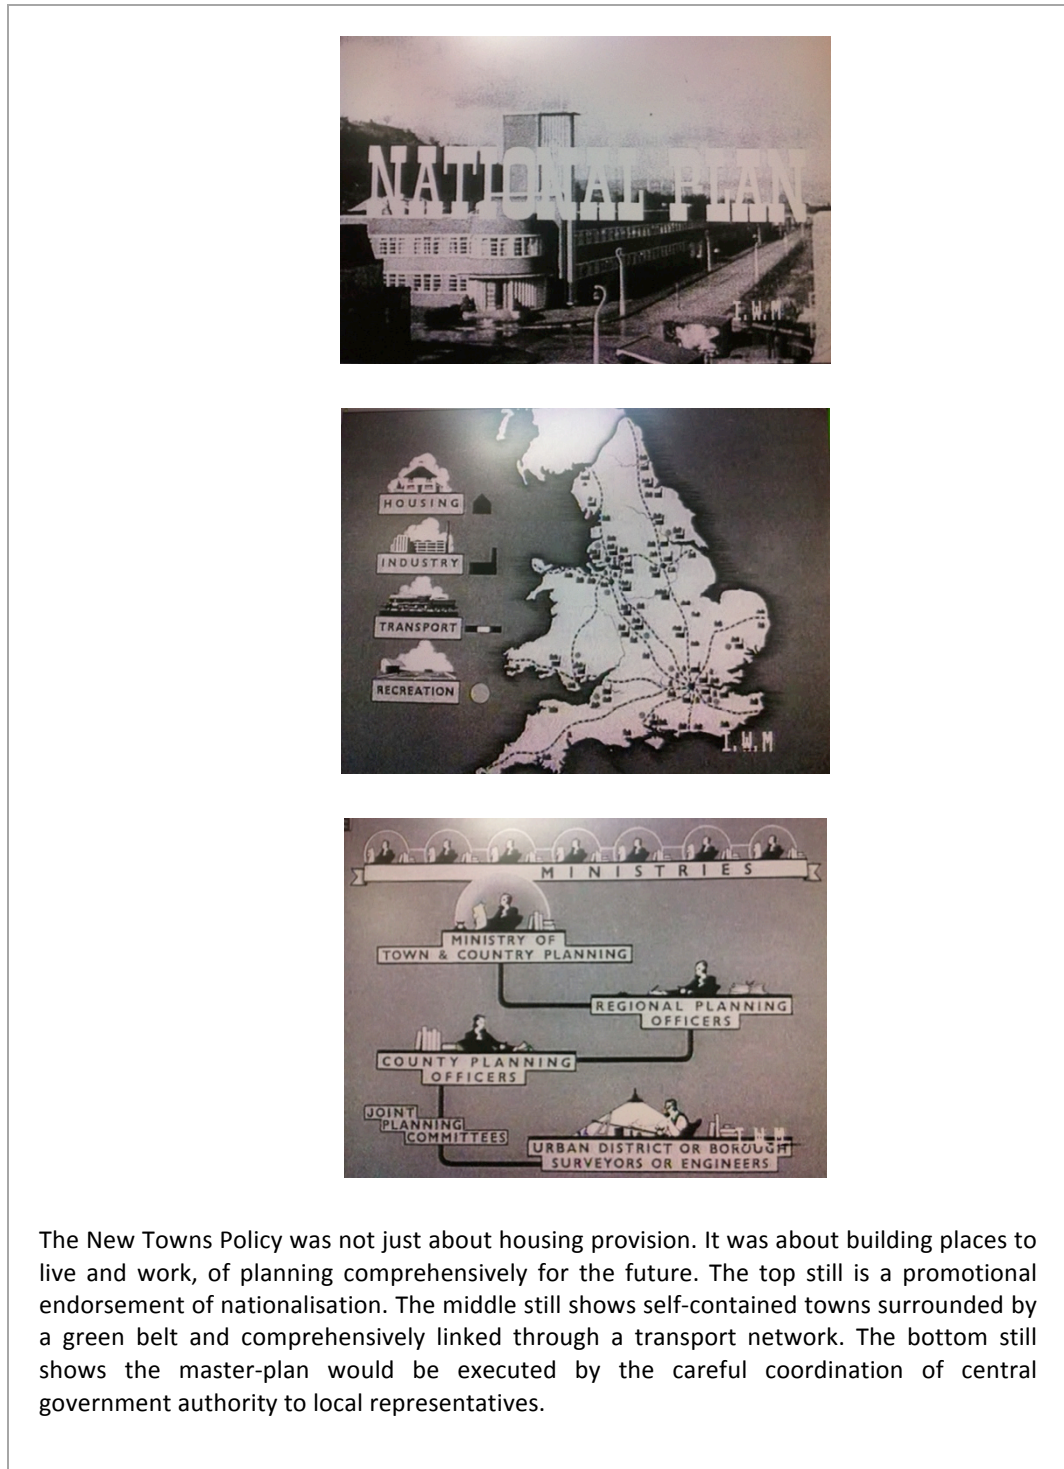 NATIONAL PLAN
I.W.M
HOUSING
INDUSTRY
TRANSPORT
RECREATION
I.W.M
MINISTRIES
MINISTRY OF
TOWN & COUNTRY PLANNING
REGIONAL PLANNING
OFFICERS
COUNTY PLANNING
OFFICERS
JOINT
PLANNING
COMMITTEES
I.W.M
URBAN DISTRICT OR BOROUGH
SURVEYORS OR ENGINEERS
The New Towns Policy was not just about housing provision. It was about building places to
live and work, of planning comprehensively for the future. The top still is a promotional
endorsement of nationalisation. The middle still shows self-contained towns surrounded by
a green belt and comprehensively linked through a transport network. The bottom still
shows the master-plan would be executed by the careful coordination of central
government authority to local representatives.